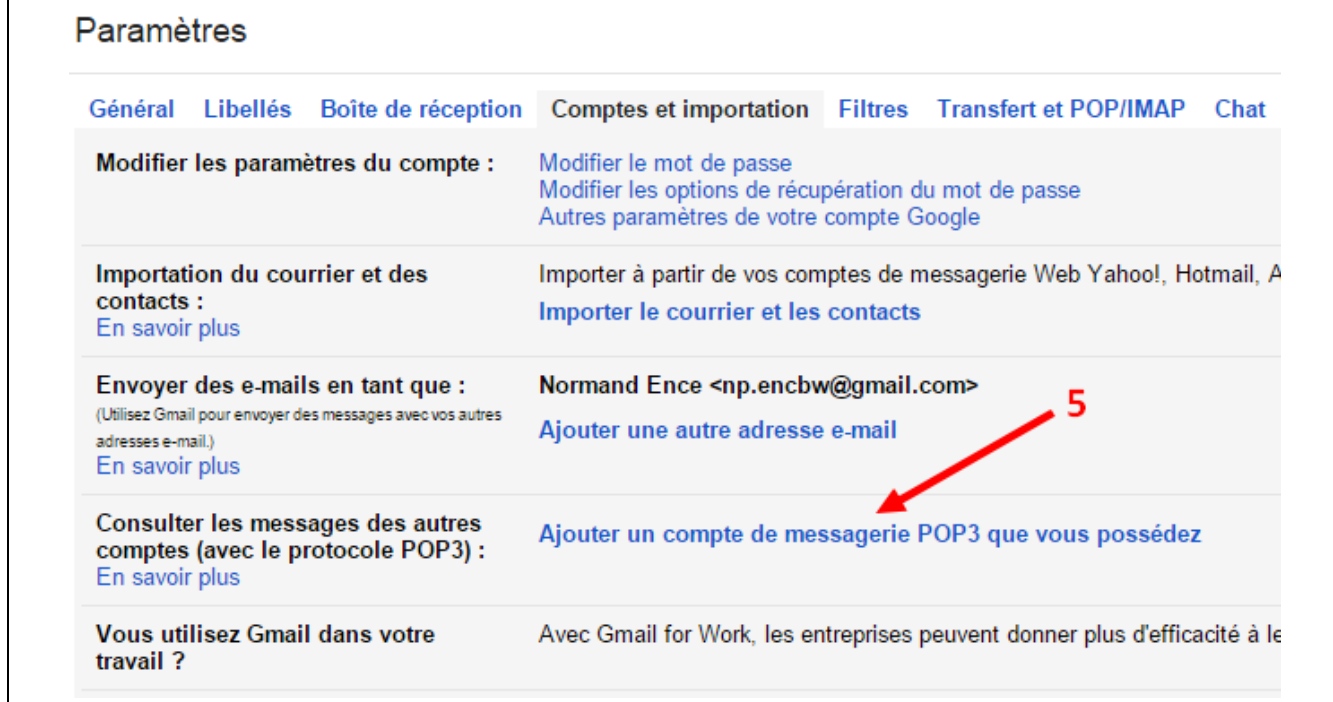 Paramètres
Général Libellés Boîte de réception Comptes et importation Filtres Transfert et POP/IMAP Chat
Modifier les paramètres du compte : Modifier le mot de passe
Modifier les options de récupération du mot de passe
Autres paramètres de votre compte Google
Importation du courrier et des
contacts :
En savoir plus
Importer à partir de vos comptes de messagerie Web Yahoo!, Hotmail, A
Importer le courrier et les contacts
Envoyer des e-mails en tant que :
(Utilisez Gmail pour envoyer des messages avec vos autres
adresses e-mail.)
En savoir plus
Normand Ence <np.encbw@gmail.com>
5
Ajouter une autre adresse e-mail
Consulter les messages des autres
comptes (avec le protocole POP3) :
En savoir plus
Ajouter un compte de messagerie POP3 que vous possédez
Vous utilisez Gmail dans votre
travail ?
Avec Gmail for Work, les entreprises peuvent donner plus d'efficacité à le